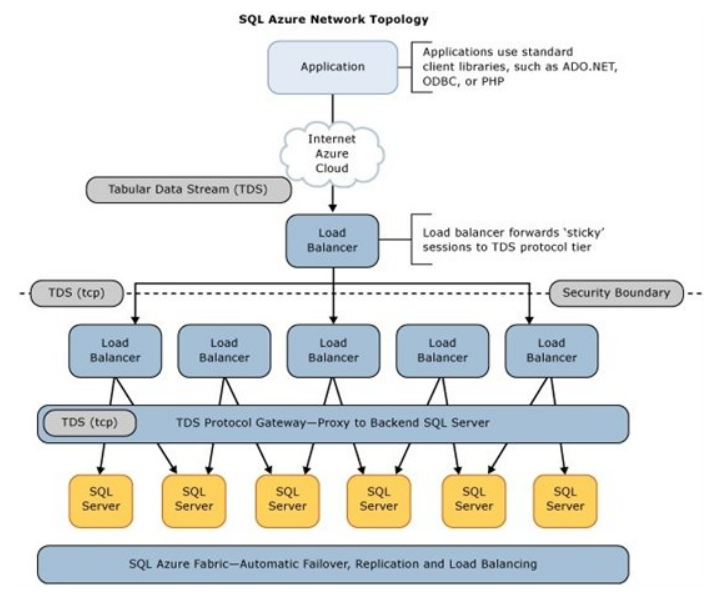 SQL Azure Network Topology
Application
Applications use standard
client libraries, such as ADO.NET,
ODBC, or PHP
Internet
Azure
Cloud
Tabular Data Stream (TDS)
Load
Balancer
Load balancer forwards ‘sticky’
sessions to TDS protocol tier
TDS (tcp)
Security Boundary
Load
Balancer
Load
Balancer
Load
Balancer
Load
Balancer
Load
Balancer
TDS (tcp)
TDS Protocol Gateway—Proxy to Backend SQL Server
SQL
Server
SQL
Server
SQL
Server
SQL
Server
SQL
Server
SQL
Server
SQL Azure Fabric—Automatic Failover, Replication and Load Balancing